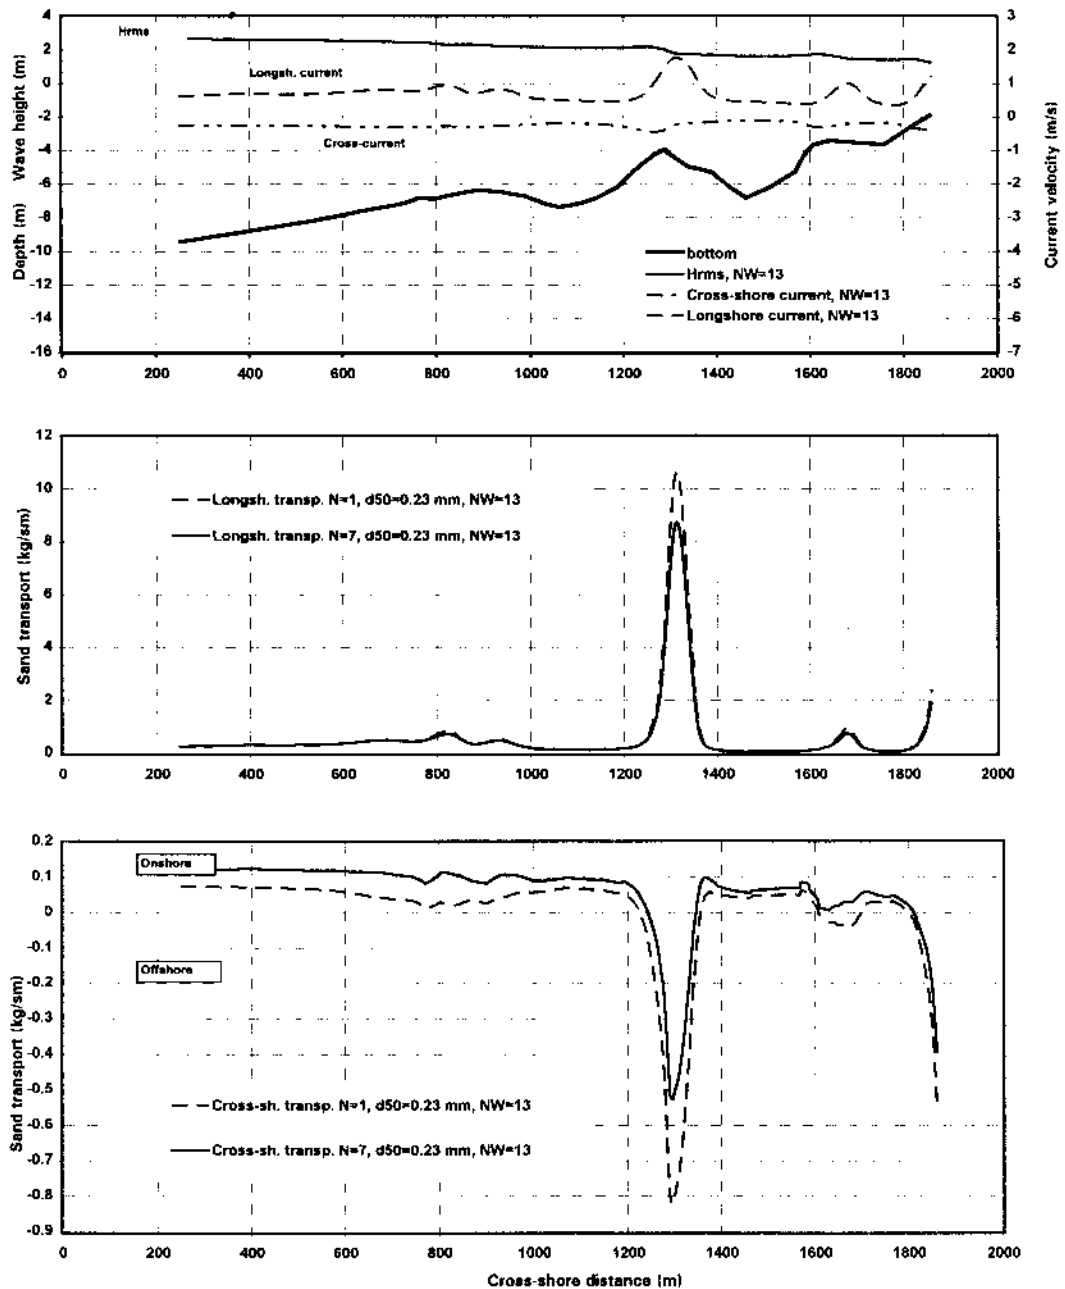 4
2
0
-2
-4
-6
-8
-10
-12
-14
-16
Depth (m) Wave height (m)
Hrms
Longsh. current
Cross-current
bottom
Hrms, NW=13
Cross-shore current, NW=13
Longshore current, NW=13
3
2
1
0
-1
-2
-3
-4
-5
-6
-7
Current velocity (m/s)
0 200 400 600 800 1000 1200 1400 1600 1800 2000
12
10
8
6
4
2
0
Sand transport (kg/sm)
Longsh. transp. N=1, d50=0.23 mm, NW=13
Longsh. transp. N=7, d50=0.23 mm, NW=13
0 200 400 600 800 1000 1200 1400 1600 1800 2000
0.2
0.1
0
-0.1
-0.2
-0.3
-0.4
-0.5
-0.6
-0.7
-0.8
-0.9
Sand transport (kg/sm)
Onshore
Offshore
Cross-sh. transp. N=1, d50=0.23 mm, NW=13
Cross-sh. transp. N=7, d50=0.23 mm, NW=13
0 200 400 600 800 1000 1200 1400 1600 1800 2000
Cross-shore distance (m)